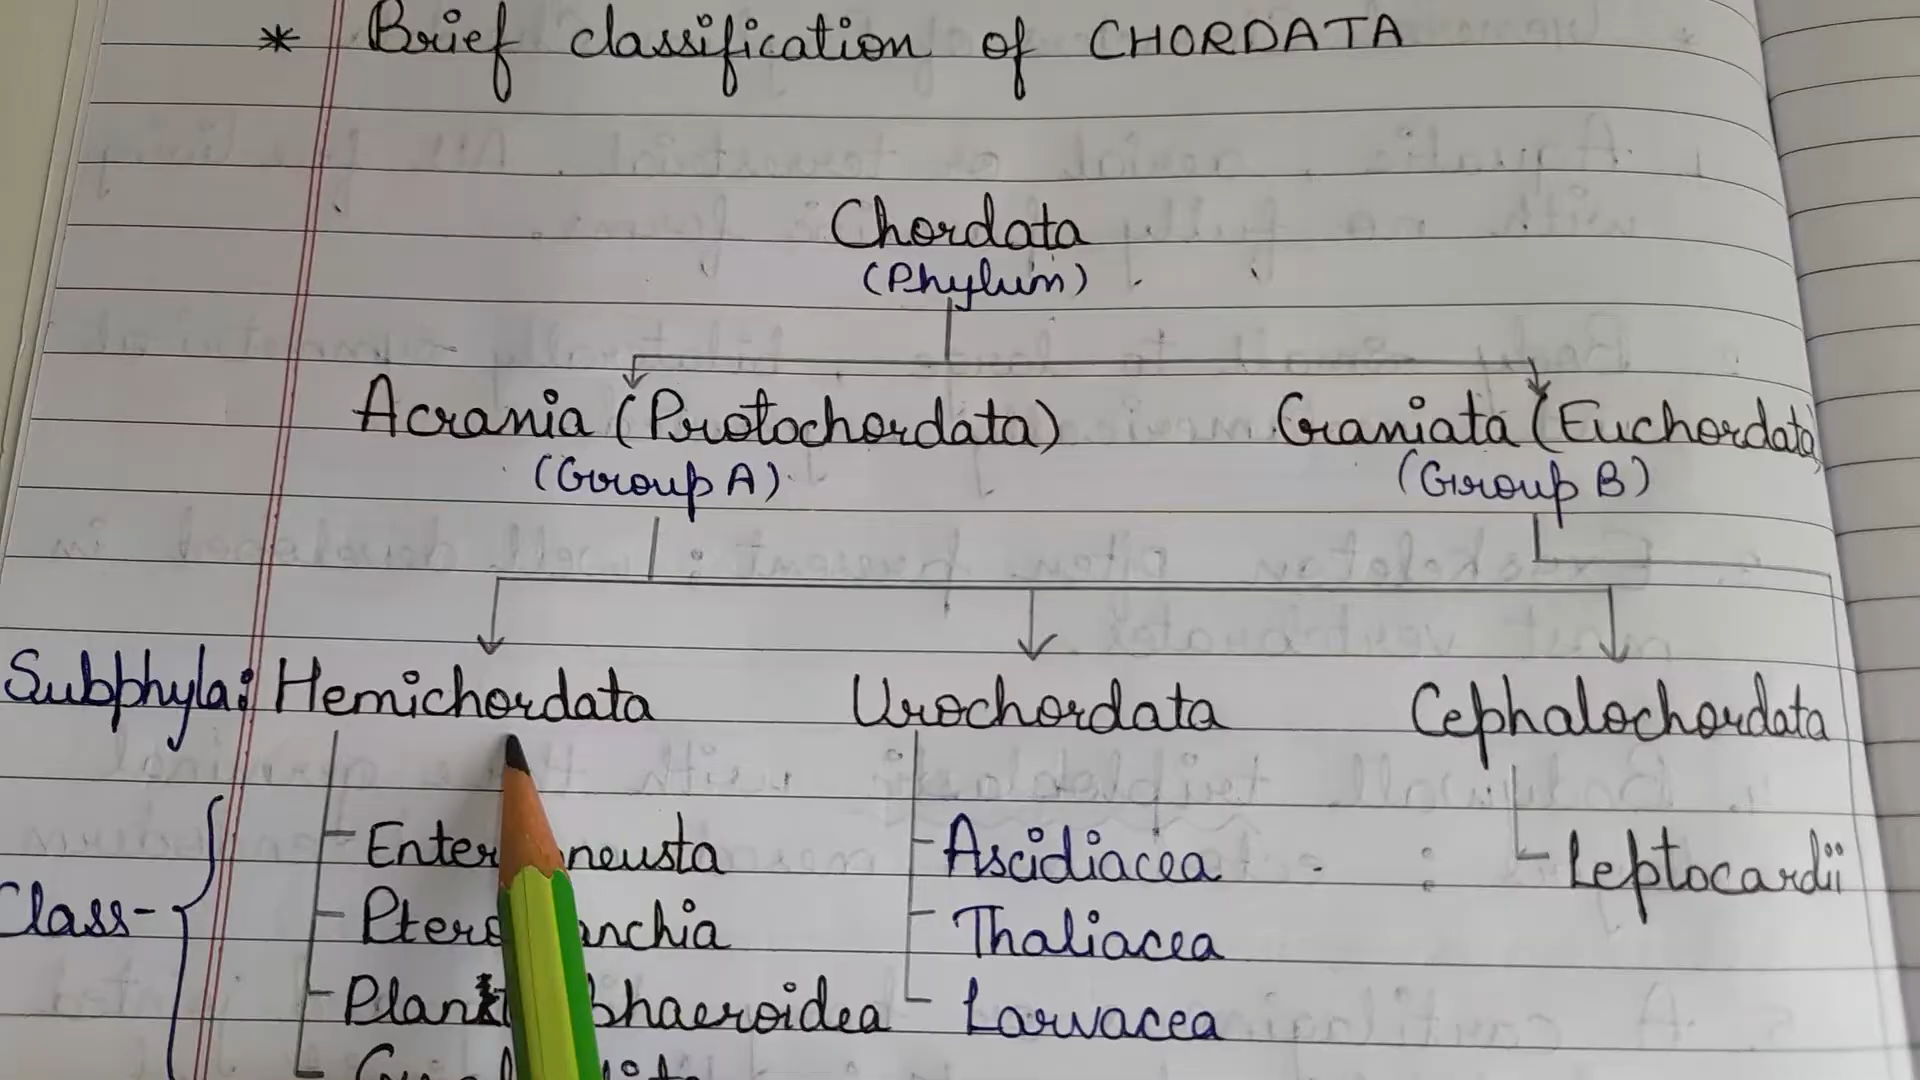 * Brief classification of CHORDATA
Chordata
(Phylum)
Acrania (Protochordata) Craniata (Euchordata)
(Group A) (Group B)
Subphyla: Hemichordata Urochordata Cephalochordata
Class-
Ascidiacea Leptocardii
Thaliacea
Larvacea